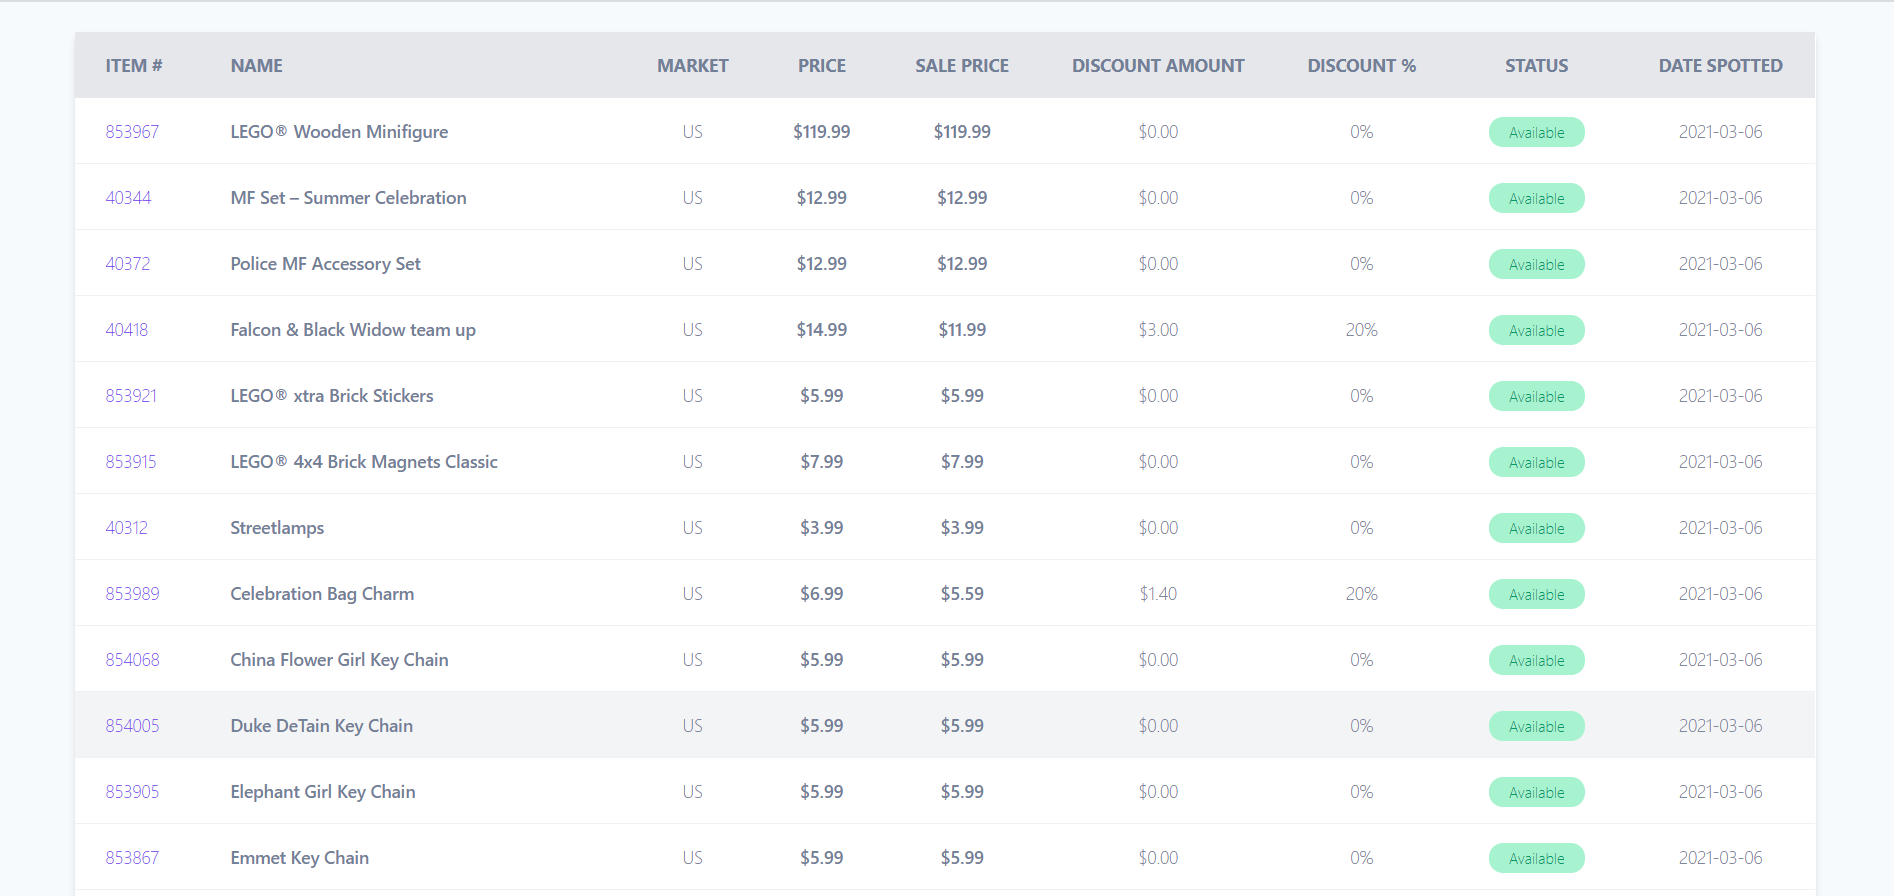 ITEM # NAME MARKET PRICE SALE PRICE DISCOUNT AMOUNT DISCOUNT % STATUS DATE SPOTTED
853967 LEGO® Wooden Minifigure US $119.99 $119.99 $0.00 0% Available 2021-03-06
40344 MF Set – Summer Celebration US $12.99 $12.99 $0.00 0% Available 2021-03-06
40372 Police MF Accessory Set US $12.99 $12.99 $0.00 0% Available 2021-03-06
40418 Falcon & Black Widow team up US $14.99 $11.99 $3.00 20% Available 2021-03-06
853921 LEGO® xtra Brick Stickers US $5.99 $5.99 $0.00 0% Available 2021-03-06
853915 LEGO® 4x4 Brick Magnets Classic US $7.99 $7.99 $0.00 0% Available 2021-03-06
40312 Streetlamps US $3.99 $3.99 $0.00 0% Available 2021-03-06
853989 Celebration Bag Charm US $6.99 $5.59 $1.40 20% Available 2021-03-06
854068 China Flower Girl Key Chain US $5.99 $5.99 $0.00 0% Available 2021-03-06
854005 Duke DeTain Key Chain US $5.99 $5.99 $0.00 0% Available 2021-03-06
853905 Elephant Girl Key Chain US $5.99 $5.99 $0.00 0% Available 2021-03-06
853867 Emmet Key Chain US $5.99 $5.99 $0.00 0% Available 2021-03-06